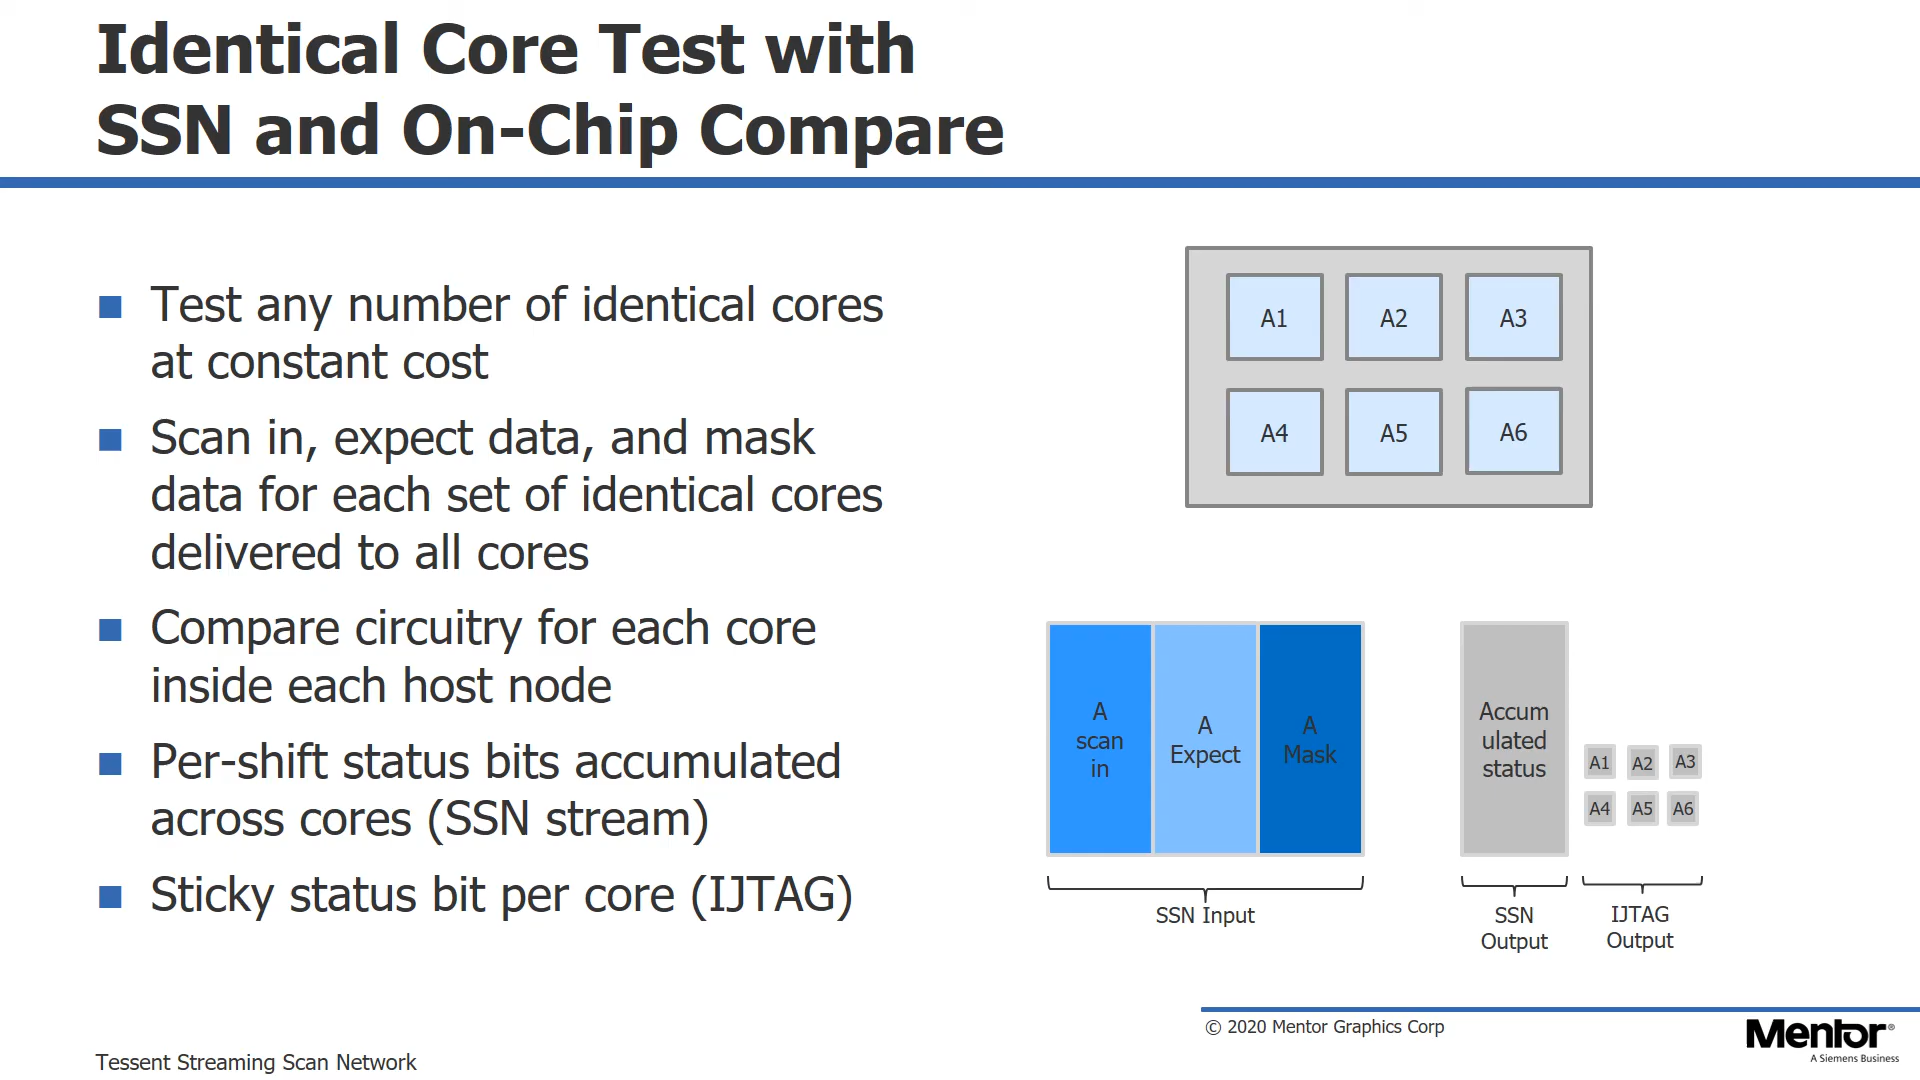 Identical Core Test with
SSN and On-Chip Compare
Test any number of identical cores
at constant cost
Scan in, expect data, and mask
data for each set of identical cores
delivered to all cores
Compare circuitry for each core
inside each host node
Per-shift status bits accumulated
across cores (SSN stream)
Sticky status bit per core (IJTAG)
A1 A2 A3
A4 A5 A6
A
scan
in
A
Expect
A
Mask
SSN Input
Accum
ulated
status
SSN
Output
A1 A2 A3
A4 A5 A6
IJTAG
Output
© 2020 Mentor Graphics Corp
Mentor®
A Siemens Business
Tessent Streaming Scan Network